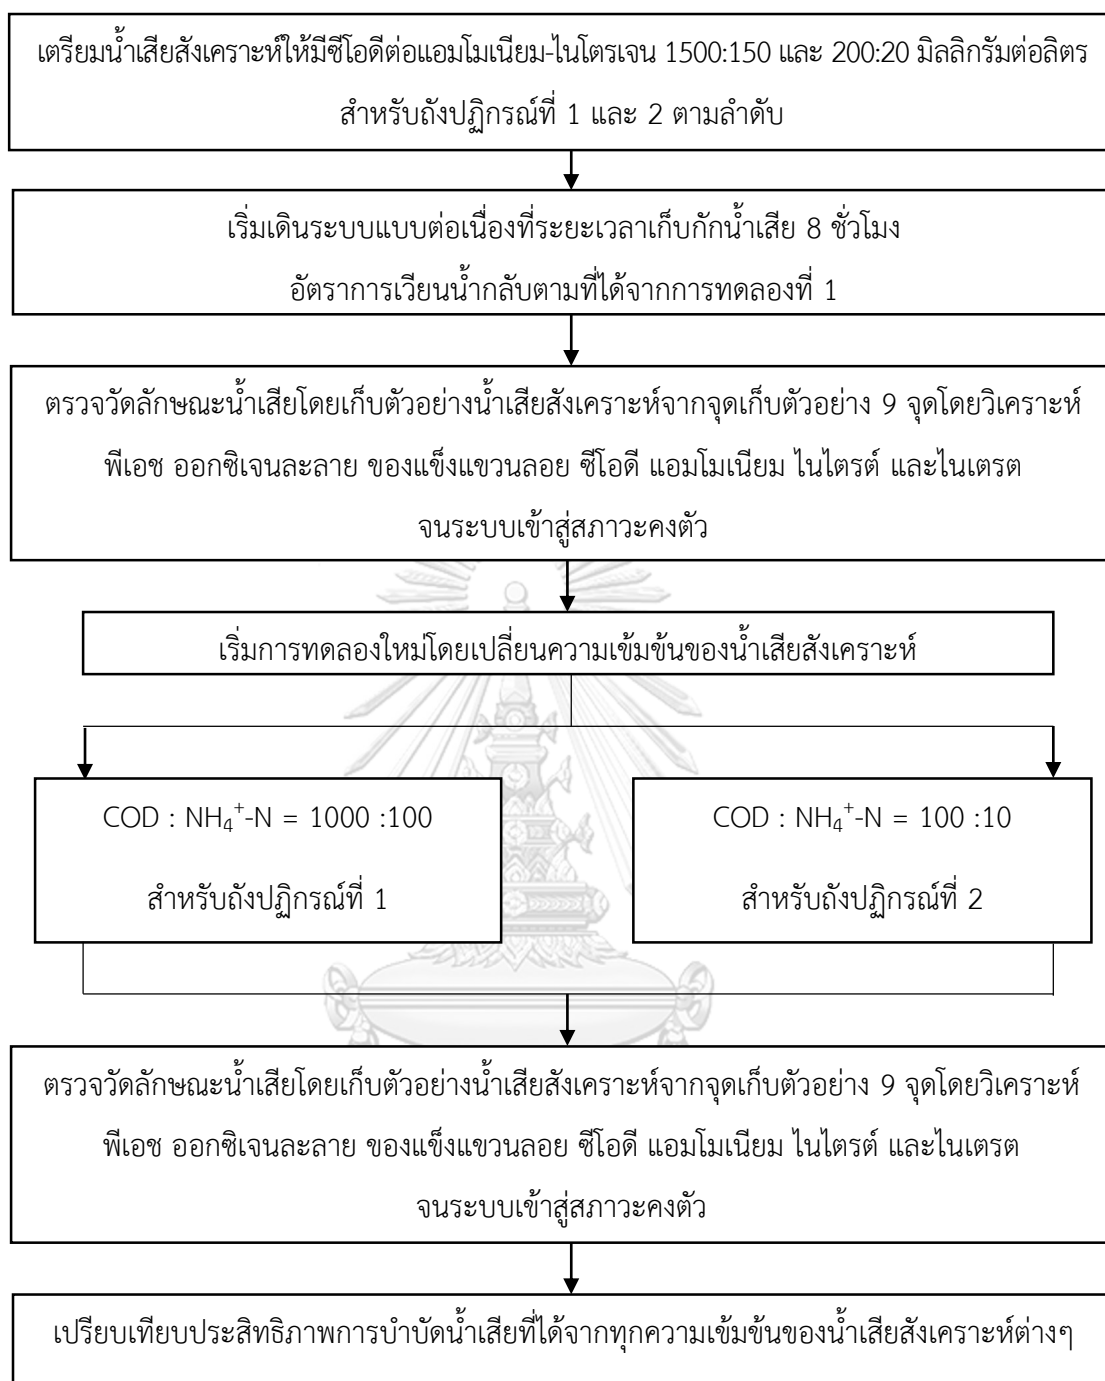 เตรียมน้ำเสียสังเคราะห์ให้มีซีโอดีต่อแอมโมเนียม-ไนโตรเจน 1500:150 และ 200:20 มิลลิกรัมต่อลิตร
สำหรับถังปฏิกรณ์ที่ 1 และ 2 ตามลำดับ
เริ่มเดินระบบแบบต่อเนื่องที่ระยะเวลาเก็บกักน้ำเสีย 8 ชั่วโมง
อัตราการเวียนน้ำกลับตามที่ได้จากการทดลองที่ 1
ตรวจวัดลักษณะน้ำเสียโดยเก็บตัวอย่างน้ำเสียสังเคราะห์จากจุดเก็บตัวอย่าง 9 จุดโดยวิเคราะห์
พีเอช ออกซิเจนละลาย ของแข็งแขวนลอย ซีโอดี แอมโมเนียม ไนไตรต์ และไนเตรต
จนระบบเข้าสู่สภาวะคงตัว
เริ่มการทดลองใหม่โดยเปลี่ยนความเข้มข้นของน้ำเสียสังเคราะห์
COD : NH₄⁺-N = 1000 :100
สำหรับถังปฏิกรณ์ที่ 1
COD : NH₄⁺-N = 100 :10
สำหรับถังปฏิกรณ์ที่ 2
ตรวจวัดลักษณะน้ำเสียโดยเก็บตัวอย่างน้ำเสียสังเคราะห์จากจุดเก็บตัวอย่าง 9 จุดโดยวิเคราะห์
พีเอช ออกซิเจนละลาย ของแข็งแขวนลอย ซีโอดี แอมโมเนียม ไนไตรต์ และไนเตรต
จนระบบเข้าสู่สภาวะคงตัว
เปรียบเทียบประสิทธิภาพการบำบัดน้ำเสียที่ได้จากทุกความเข้มข้นของน้ำเสียสังเคราะห์ต่างๆ